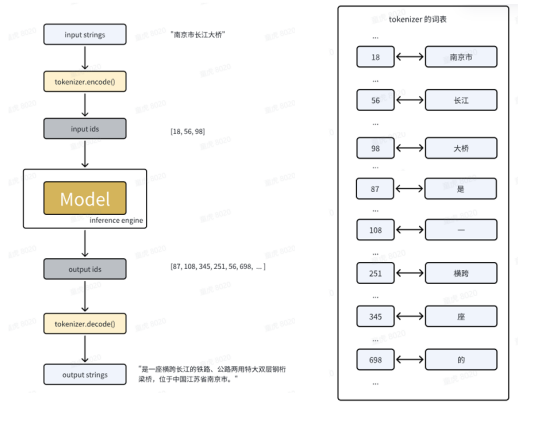 input strings
"南京市长江大桥"
tokenizer.encode()
input ids
[18, 56, 98]
Model
inference engine
output ids
[87, 108, 345, 251, 56, 698, ... ]
tokenizer.decode()
output strings
"是一座横跨长江的铁路、公路两用特大双层钢桁
梁桥，位于中国江苏省南京市。"
tokenizer 的词表
...
18 南京市
...
56 长江
...
98 大桥
...
87 是
...
108 一
...
251 横跨
...
345 座
...
698 的
...